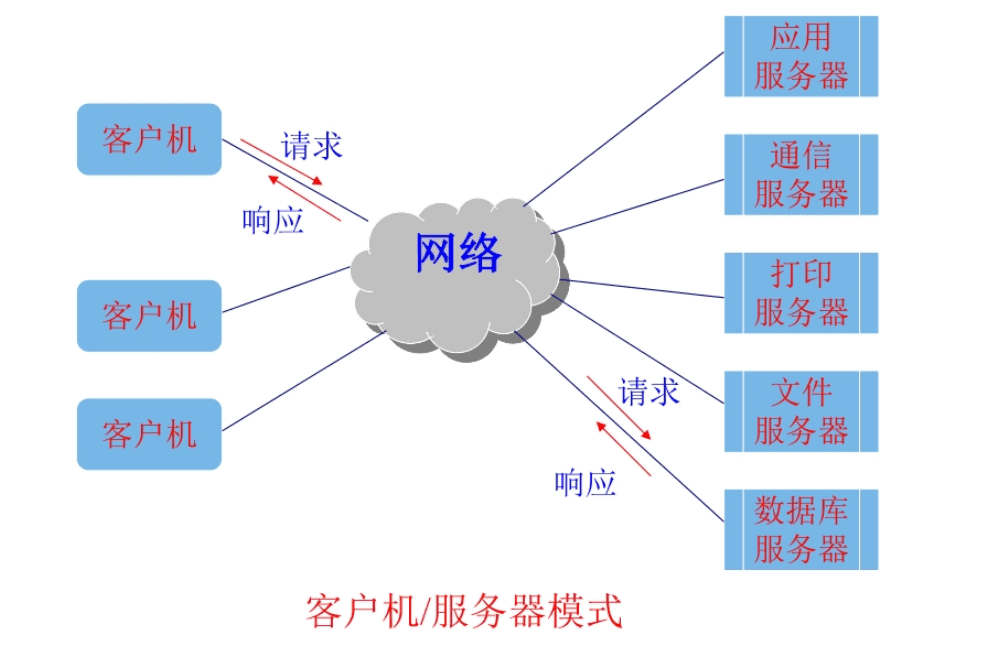 应用
服务器
客户机
请求
响应
通信
服务器
网络
打印
服务器
客户机
文件
服务器
请求
客户机
响应
数据库
服务器
客户机/服务器模式